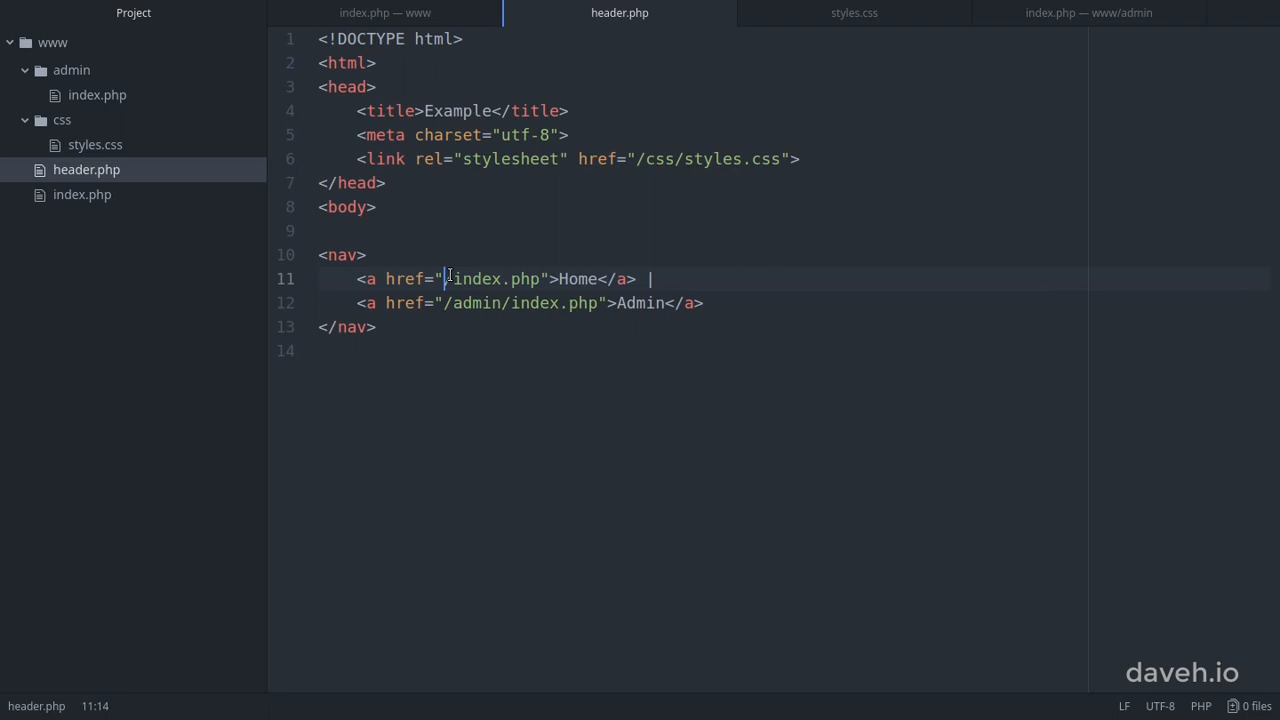 Project
index.php — www
header.php
styles.css
index.php — www/admin
www
admin
index.php
css
styles.css
header.php
index.php
1 <!DOCTYPE html>
2 <html>
3 <head>
4     <title>Example</title>
5     <meta charset="utf-8">
6     <link rel="stylesheet" href="/css/styles.css">
7 </head>
8 <body>
9
10 <nav>
11     <a href="/index.php">Home</a> |
12     <a href="/admin/index.php">Admin</a>
13 </nav>
14
daveh.io
header.php 11:14
LF UTF-8 PHP 0 files